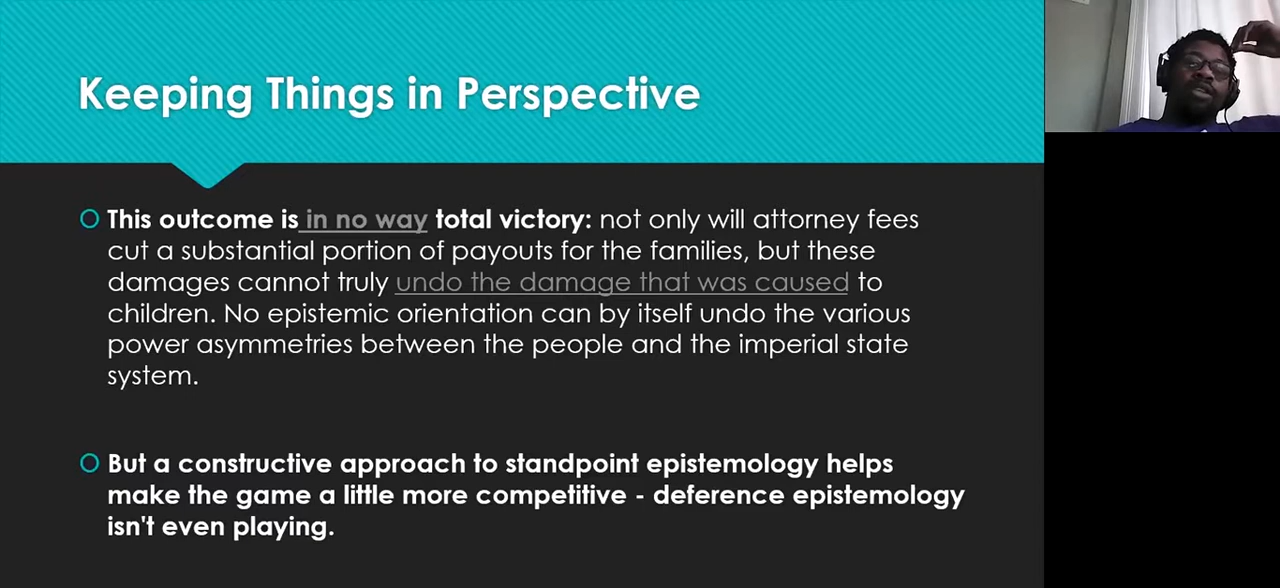 Keeping Things in Perspective
This outcome is in no way total victory: not only will attorney fees
cut a substantial portion of payouts for the families, but these
damages cannot truly undo the damage that was caused to
children. No epistemic orientation can by itself undo the various
power asymmetries between the people and the imperial state
system.
But a constructive approach to standpoint epistemology helps
make the game a little more competitive - deference epistemology
isn't even playing.